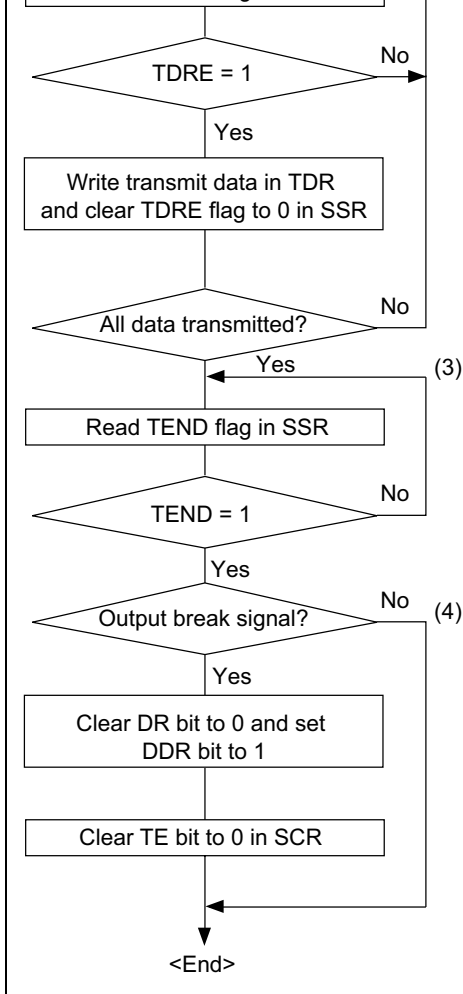 TDRE = 1
No
Yes
Write transmit data in TDR
and clear TDRE flag to 0 in SSR
All data transmitted?
No
Yes
(3)
Read TEND flag in SSR
TEND = 1
No
Yes
Output break signal?
No
(4)
Yes
Clear DR bit to 0 and set
DDR bit to 1
Clear TE bit to 0 in SCR
<End>